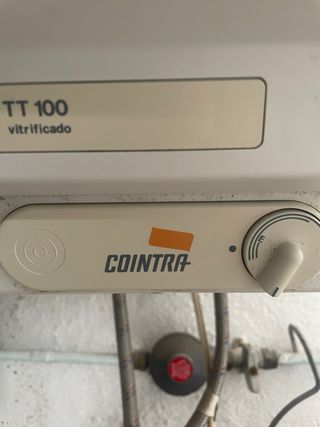 TT 100
vitrificado
COINTRA
E